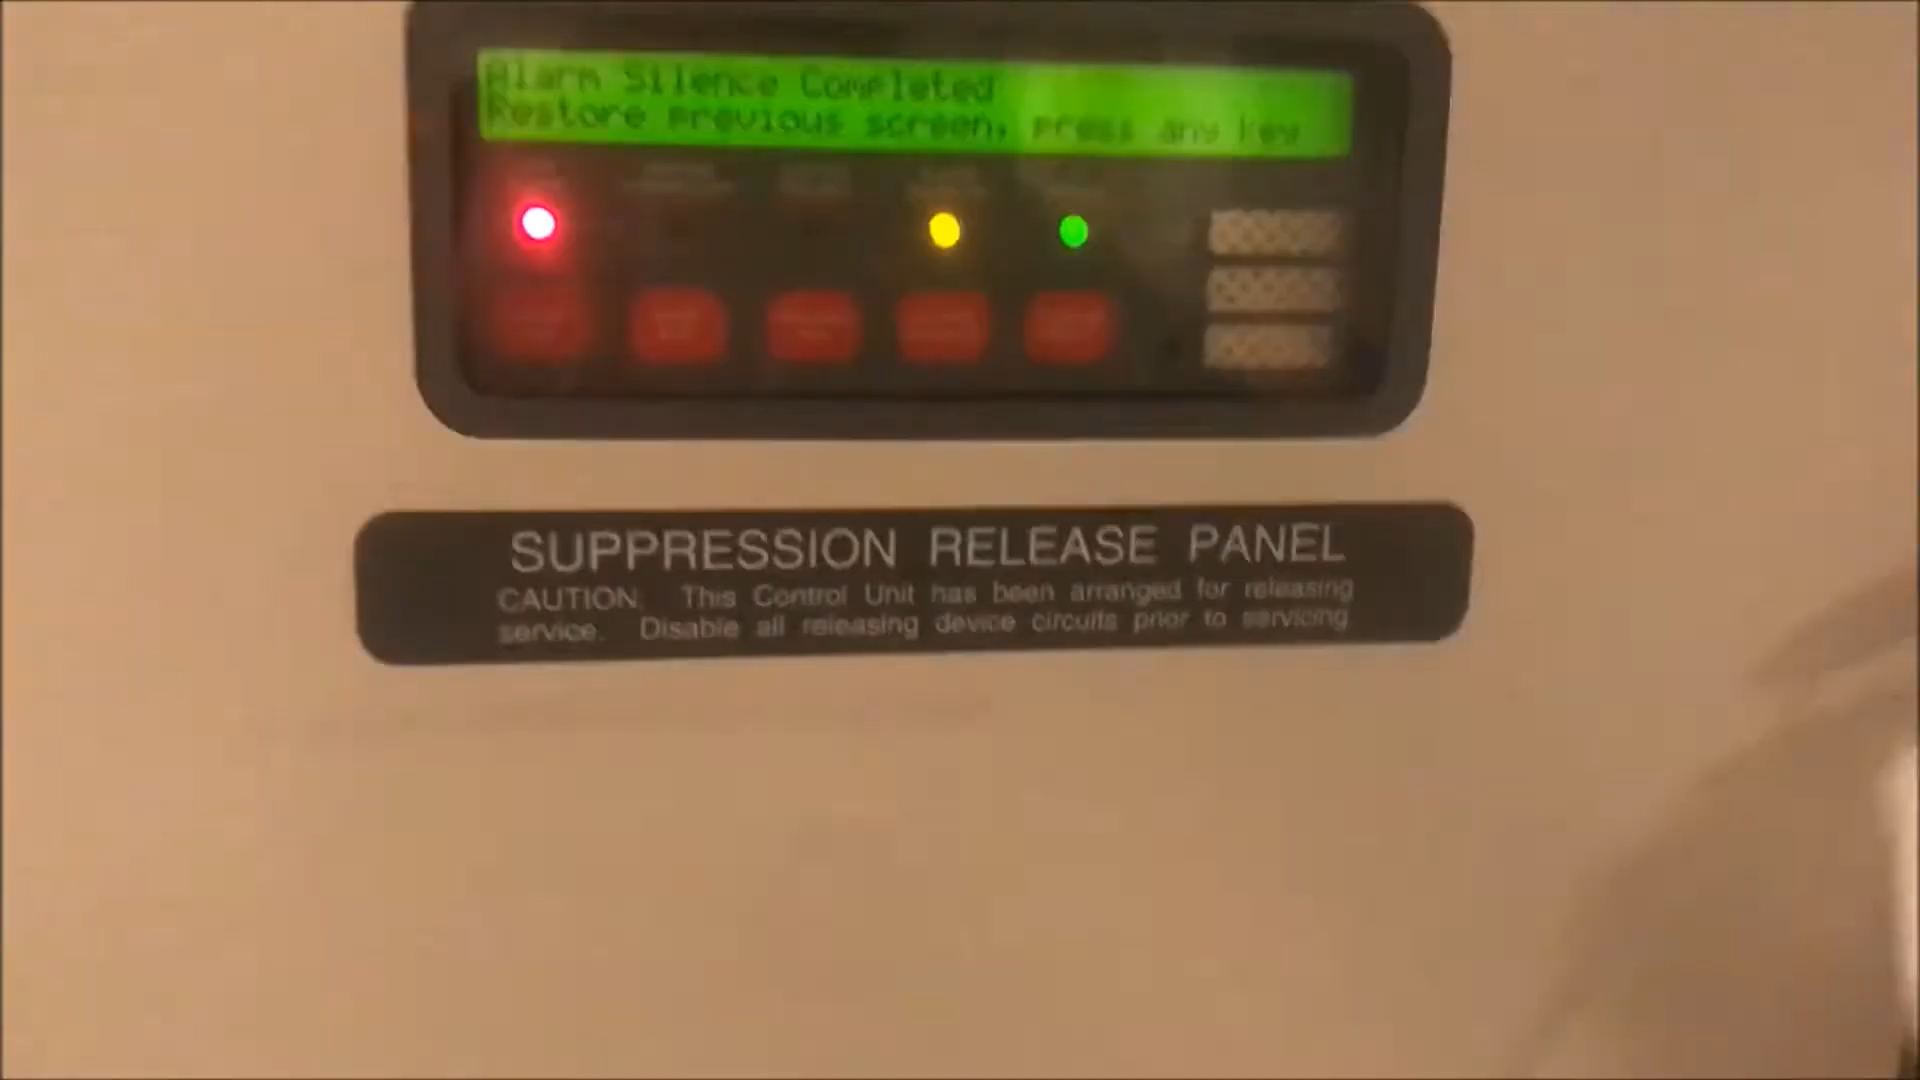 Alarm Silence Completed
Restore previous screen, press any key
SUPPRESSION RELEASE PANEL
CAUTION. This Control Unit has been arranged for releasing
service. Disable all releasing device circuits prior to servicing